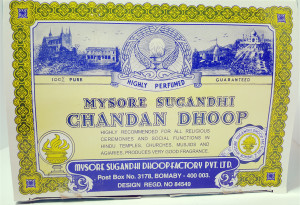 100% PURE
HIGHLY PERFUMED
GUARANTEED
MYSORE SUGANDHI
CHANDAN DHOOP
HIGHLY RECOMMENDED FOR ALL RELIGIOUS
CEREMONIES AND SOCIAL FUNCTIONS IN
HINDU TEMPLES, CHURCHES, MUSJIDS AND
AGIAREES, PRODUCES VERY GOOD FRAGRANCE
MYSORE SUGANDHI DHOOP FACTORY PVT. LTD.
Post Box No. 3178, BOMABY - 400 003.
DESIGN REGD. NO 84549